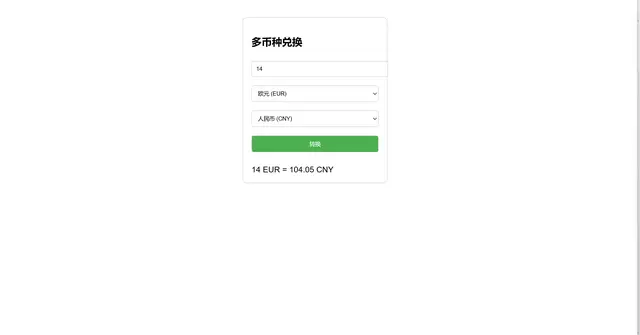 多币种兑换
14
欧元 (EUR)
人民币 (CNY)
兑换
14 EUR = 104.05 CNY